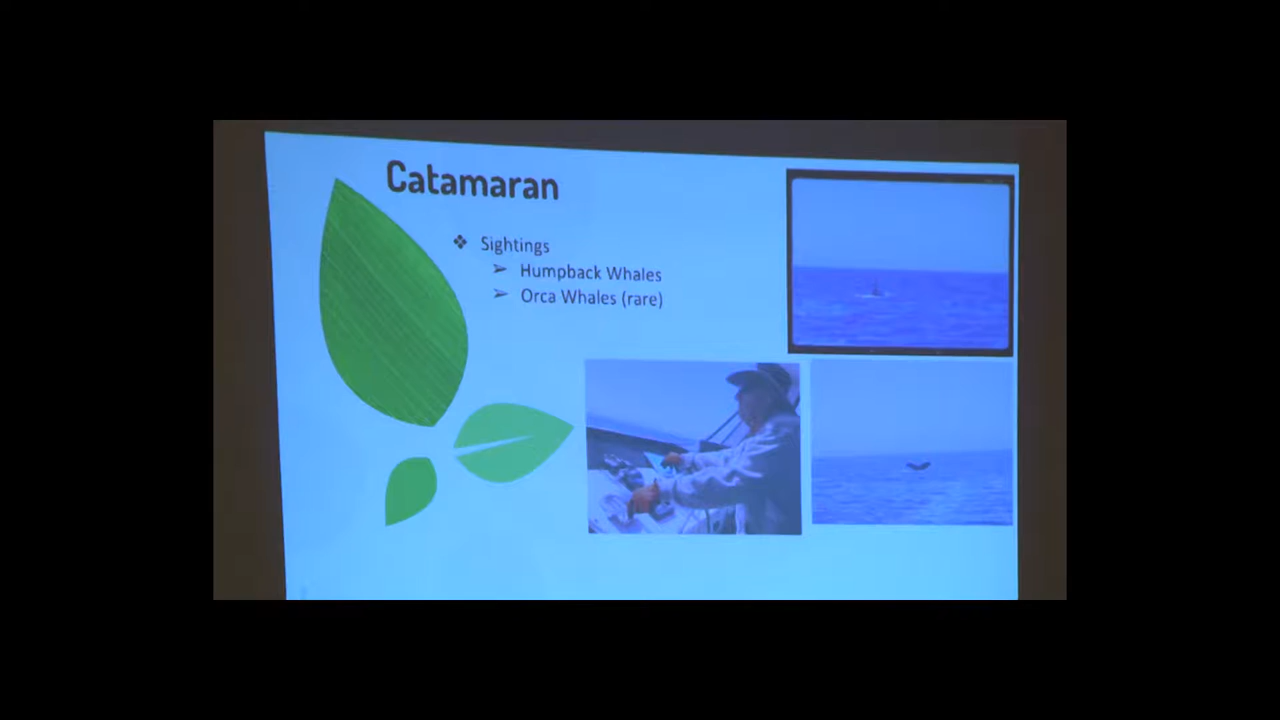 Catamaran
❖ Sightings
➢ Humpback Whales
➢ Orca Whales (rare)